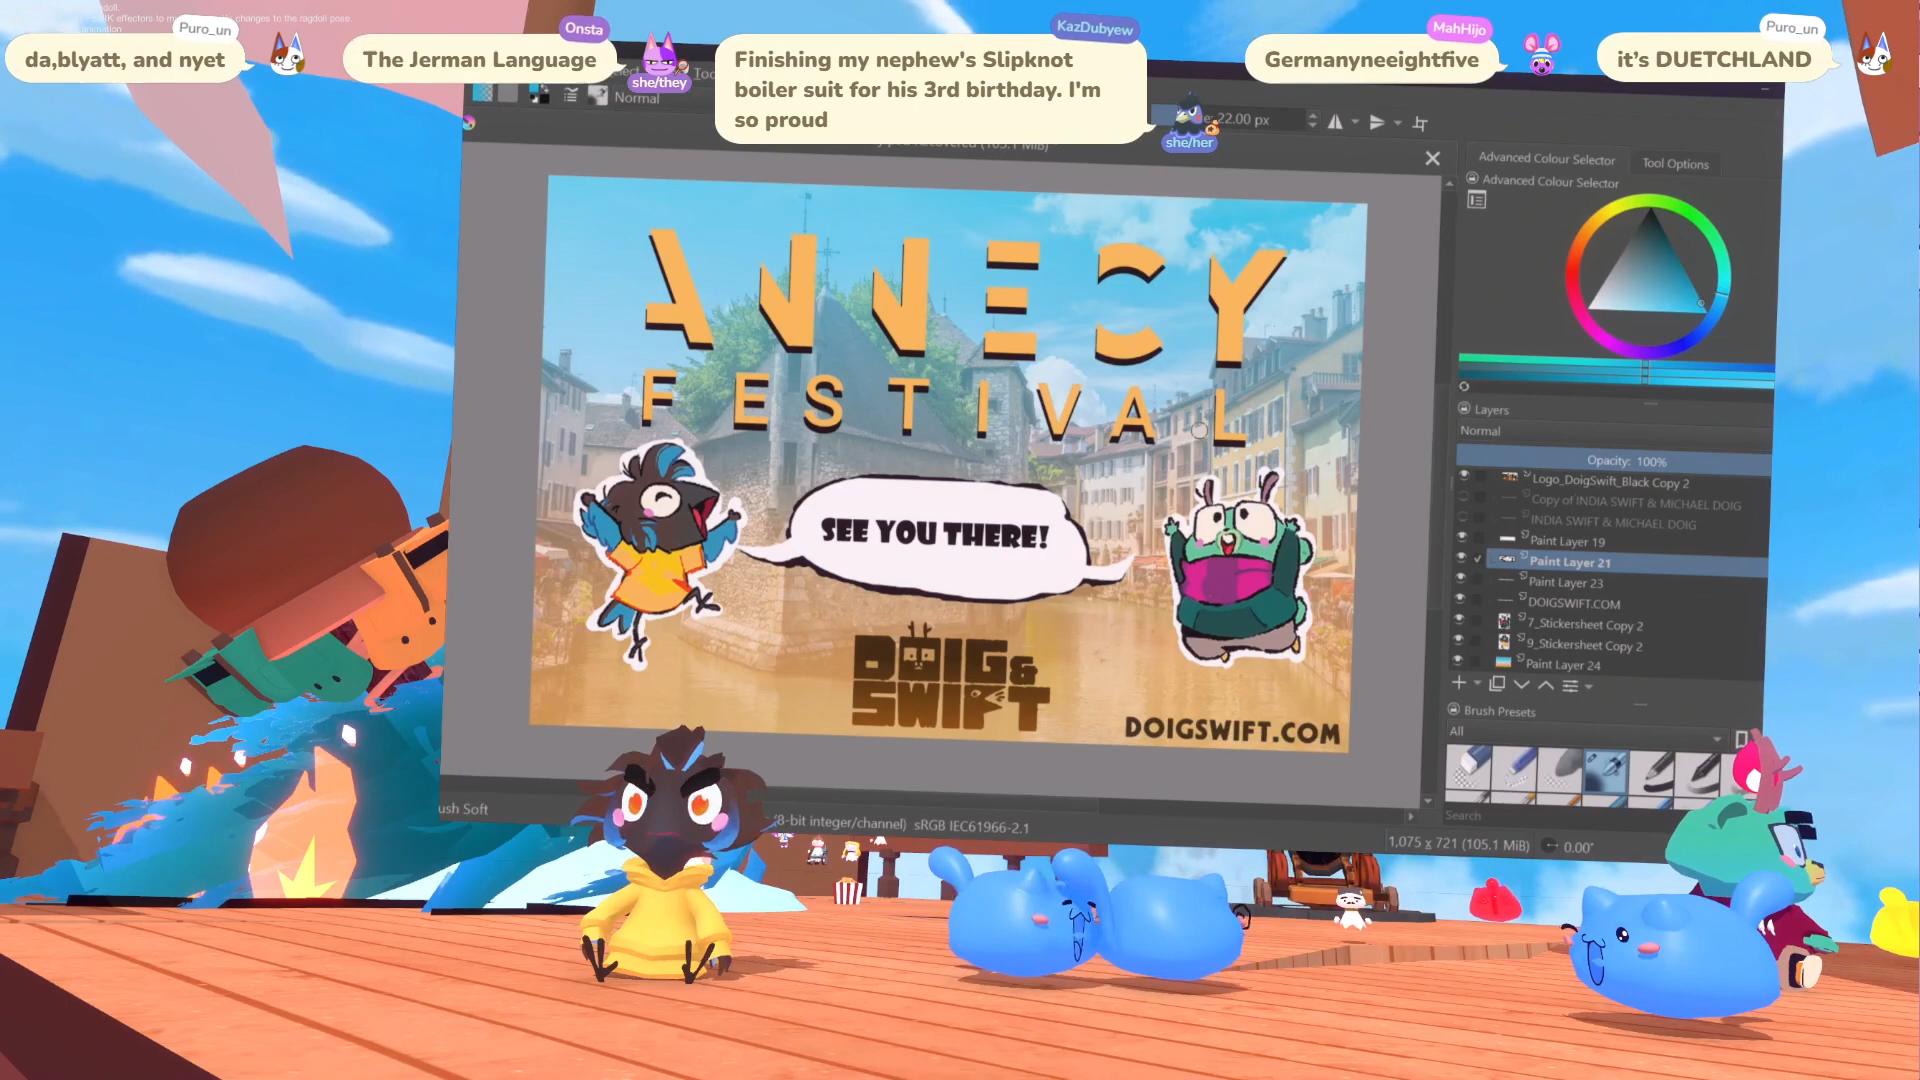 Puro_un
da,blyatt, and nyet
Onsta
The Jerman Language
she/they
KazDubyew
Finishing my nephew's Slipknot
boiler suit for his 3rd birthday. I'm
so proud
she/her
MahHijo
Germanyneeightfive
Puro_un
it's DUETCHLAND
Normal
22.00 px
Advanced Colour Selector
Tool Options
Advanced Colour Selector
ANNECY
FESTIVAL
SEE YOU THERE!
DOIG&
SWIFT
DOIGSWIFT.COM
Layers
Normal
Opacity: 100%
Logo_DoigSwift_Black Copy 2
Copy of INDIA SWIFT & MICHAEL DOIG
INDIA SWIFT & MICHAEL DOIG
Paint Layer 19
Paint Layer 21
Paint Layer 23
DOIGSWIFT.COM
7_Stickersheet Copy 2
9_Stickersheet Copy 2
Paint Layer 24
Brush Presets
All
Search
ush Soft
(8-bit integer/channel) sRGB IEC61966-2.1
1,075 x 721 (105.1 MiB)
0.00°